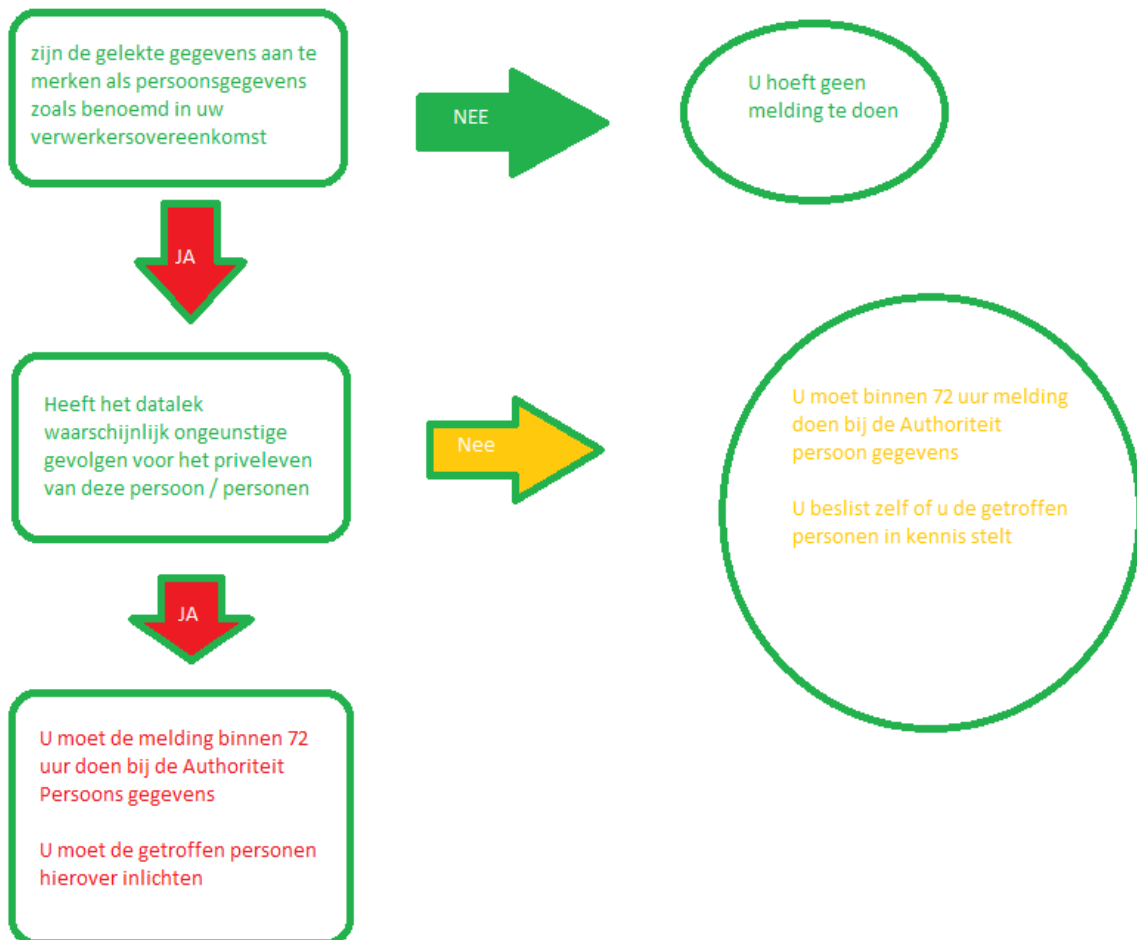 zijn de gelekte gegevens aan te
merken als persoonsgegevens
zoals benoemd in uw
verwerkersovereenkomst
NEE
U hoeft geen
melding te doen
JA
Heeft het datalek
waarschijnlijk ongeunstige
gevolgen voor het priveleven
van deze persoon / personen
Nee
U moet binnen 72 uur melding
doen bij de Authoriteit
persoon gegevens
U beslist zelf of u de getroffen
personen in kennis stelt
JA
U moet de melding binnen 72
uur doen bij de Authoriteit
Persoons gegevens
U moet de getroffen personen
hierover inlichten